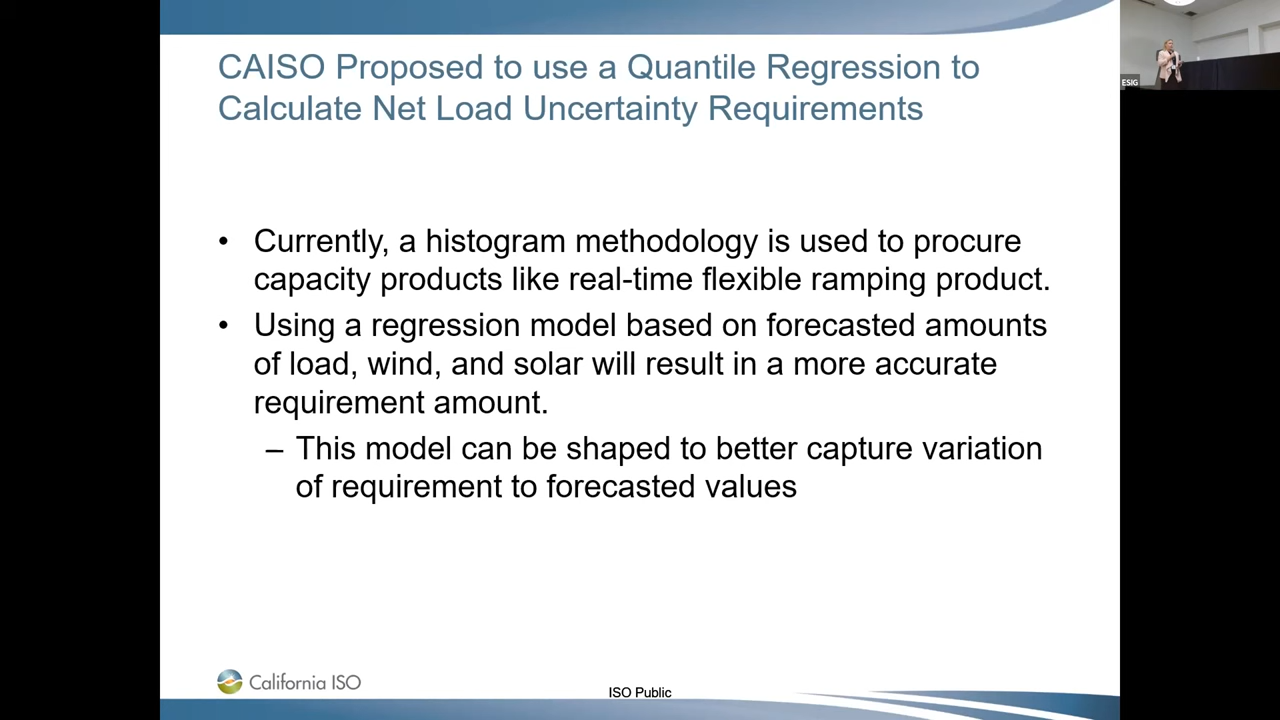 CAISO Proposed to use a Quantile Regression to
Calculate Net Load Uncertainty Requirements
ESIG
• Currently, a histogram methodology is used to procure
capacity products like real-time flexible ramping product.
• Using a regression model based on forecasted amounts
of load, wind, and solar will result in a more accurate
requirement amount.
– This model can be shaped to better capture variation
of requirement to forecasted values
California ISO
ISO Public